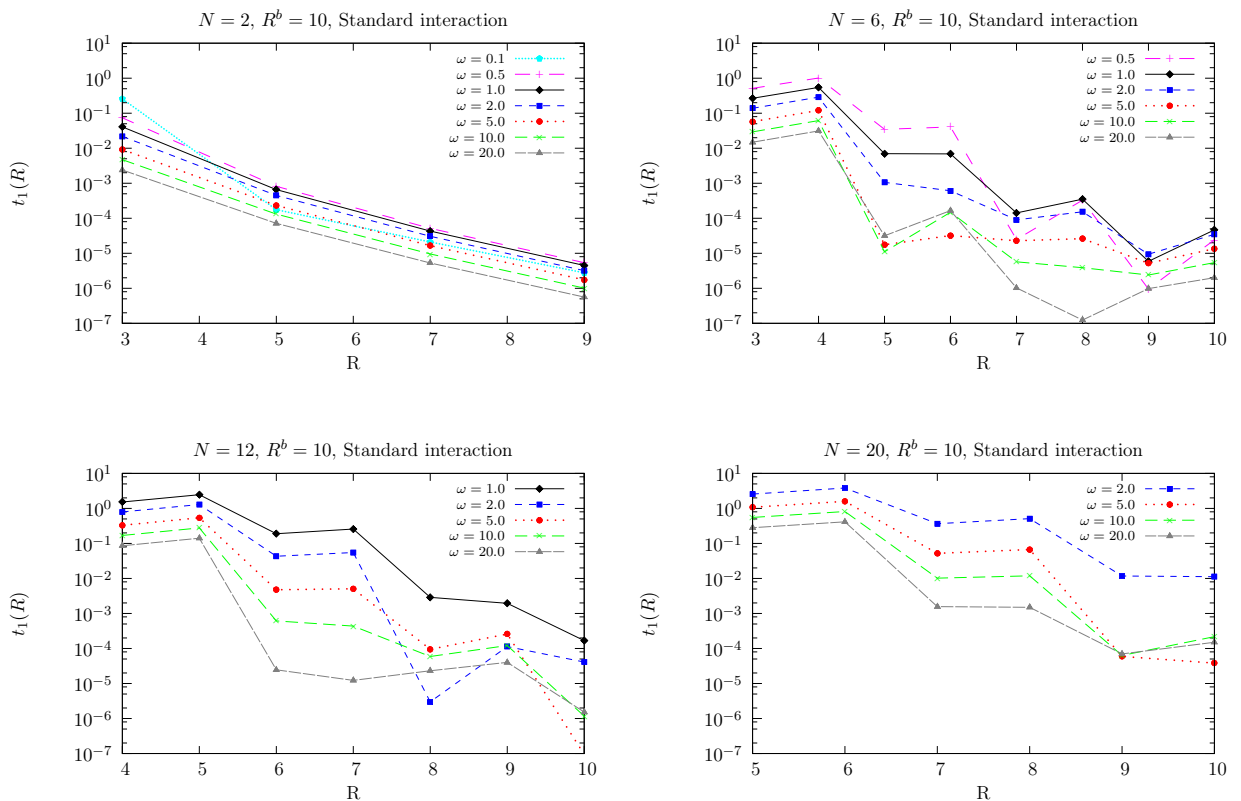 N = 2, R^b = 10, Standard interaction
10^1
10^0
10^-1
10^-2
10^-3
10^-4
10^-5
10^-6
10^-7
t_1(R)
ω = 0.1
ω = 0.5
ω = 1.0
ω = 2.0
ω = 5.0
ω = 10.0
ω = 20.0
3 4 5 6 7 8 9
R
N = 6, R^b = 10, Standard interaction
10^1
10^0
10^-1
10^-2
10^-3
10^-4
10^-5
10^-6
10^-7
t_1(R)
ω = 0.5
ω = 1.0
ω = 2.0
ω = 5.0
ω = 10.0
ω = 20.0
3 4 5 6 7 8 9 10
R
N = 12, R^b = 10, Standard interaction
10^1
10^0
10^-1
10^-2
10^-3
10^-4
10^-5
10^-6
10^-7
t_1(R)
ω = 1.0
ω = 2.0
ω = 5.0
ω = 10.0
ω = 20.0
4 5 6 7 8 9 10
R
N = 20, R^b = 10, Standard interaction
10^1
10^0
10^-1
10^-2
10^-3
10^-4
10^-5
10^-6
10^-7
t_1(R)
ω = 2.0
ω = 5.0
ω = 10.0
ω = 20.0
5 6 7 8 9 10
R